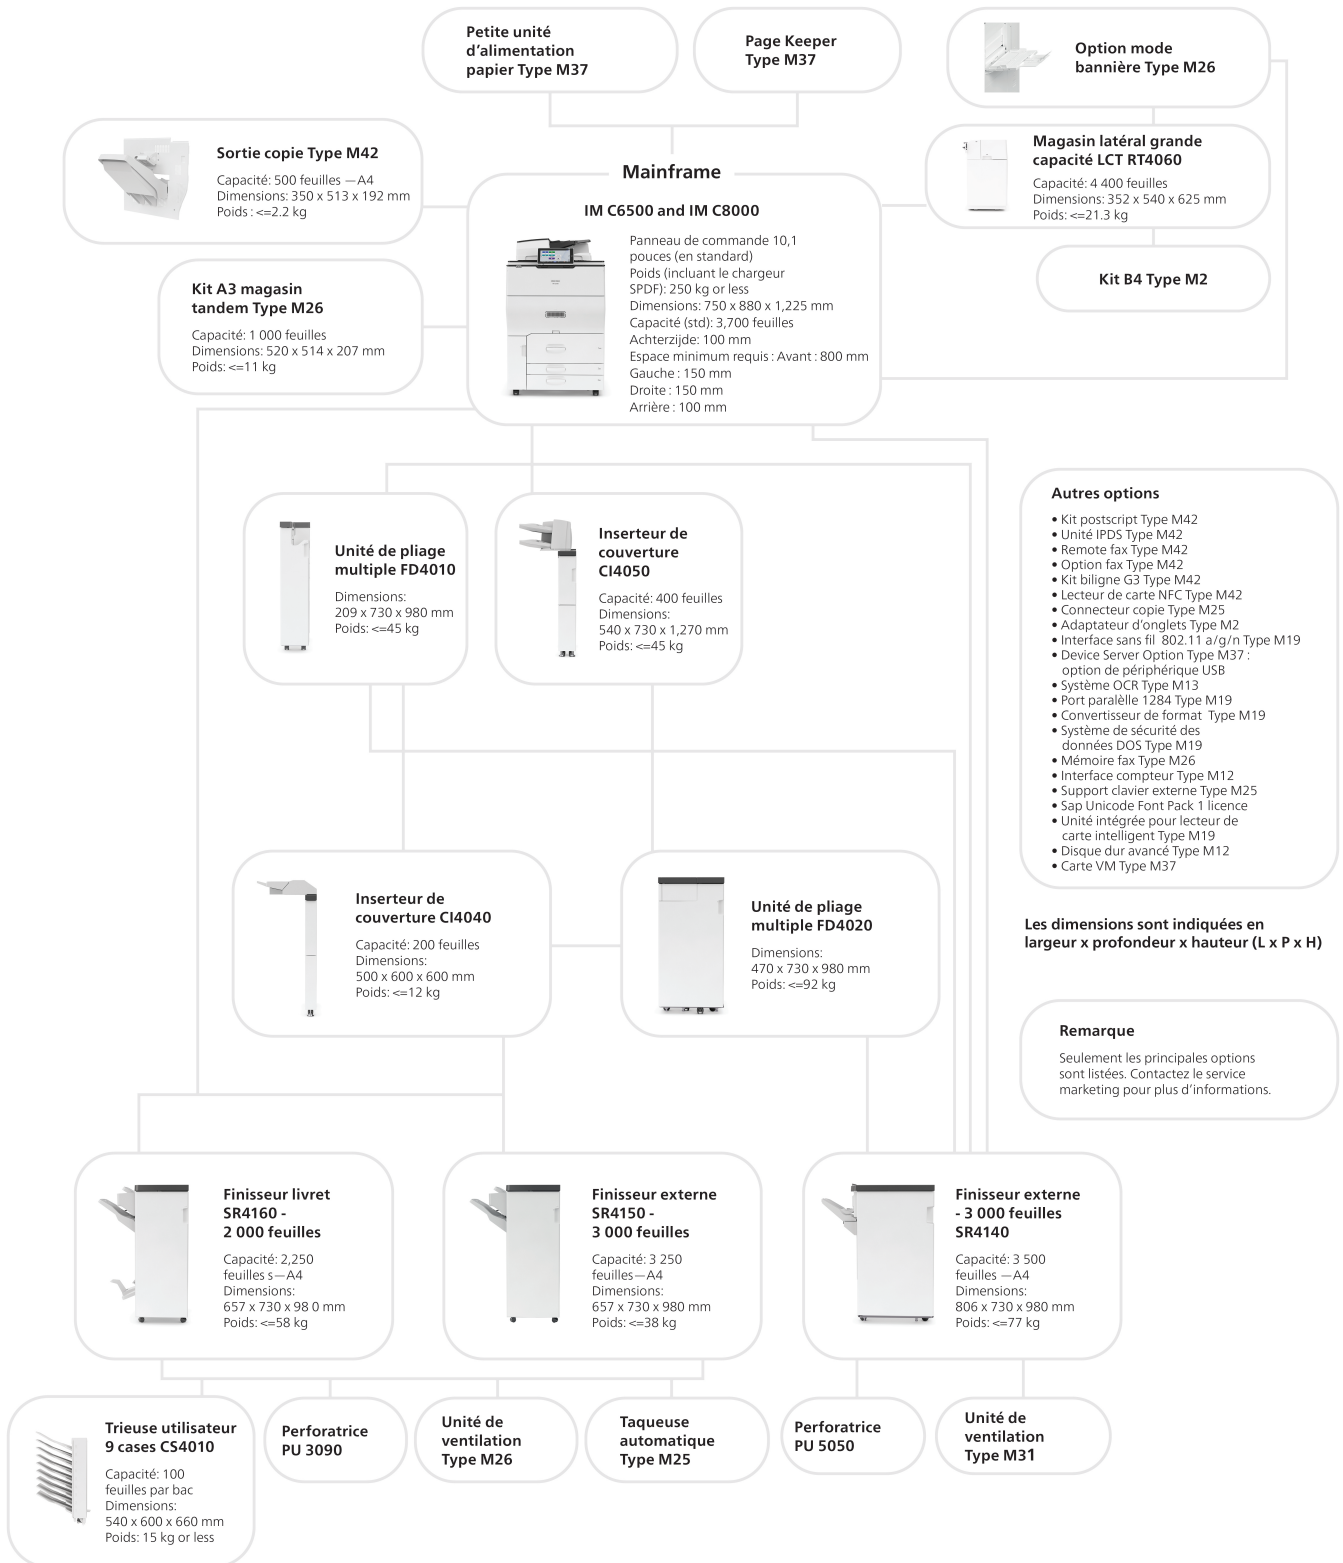 Petite unité
d’alimentation
papier Type M37
Page Keeper
Type M37
Option mode
bannière Type M26
Sortie copie Type M42
Capacité: 500 feuilles —A4
Dimensions: 350 x 513 x 192 mm
Poids : <=2.2 kg
Magasin latéral grande
capacité LCT RT4060
Capacité: 4 400 feuilles
Dimensions: 352 x 540 x 625 mm
Poids: <=21.3 kg
Kit A3 magasin
tandem Type M26
Capacité: 1 000 feuilles
Dimensions: 520 x 514 x 207 mm
Poids: <=11 kg
Mainframe
IM C6500 and IM C8000
Panneau de commande 10,1
pouces (en standard)
Poids (incluant le chargeur
SPDF): 250 kg or less
Dimensions: 750 x 880 x 1,225 mm
Capacité (std): 3,700 feuilles
Achterzijde: 100 mm
Espace minimum requis : Avant : 800 mm
Gauche : 150 mm
Droite : 150 mm
Arrière : 100 mm
Kit B4 Type M2
Unité de pliage
multiple FD4010
Dimensions:
209 x 730 x 980 mm
Poids: <=45 kg
Inserteur de
couverture
CI4050
Capacité: 400 feuilles
Dimensions:
540 x 730 x 1,270 mm
Poids: <=45 kg
Autres options
• Kit postscript Type M42
• Unité IPDS Type M42
• Remote fax Type M42
• Option fax Type M42
• Kit biligne G3 Type M42
• Lecteur de carte NFC Type M42
• Connecteur copie Type M25
• Adaptateur d’onglets Type M2
• Interface sans fil 802.11 a/g/n Type M19
• Device Server Option Type M37 :
option de périphérique USB
• Système OCR Type M13
• Port paralèlle 1284 Type M19
• Convertisseur de format Type M19
• Système de sécurité des
données DOS Type M19
• Mémoire fax Type M26
• Interface compteur Type M12
• Support clavier externe Type M25
• Sap Unicode Font Pack 1 licence
• Unité intégrée pour lecteur de
carte intelligent Type M19
• Disque dur avancé Type M12
• Carte VM Type M37
Inserteur de
couverture CI4040
Capacité: 200 feuilles
Dimensions:
500 x 600 x 600 mm
Poids: <=12 kg
Unité de pliage
multiple FD4020
Dimensions:
470 x 730 x 980 mm
Poids: <=92 kg
Les dimensions sont indiquées en
largeur x profondeur x hauteur (L x P x H)
Remarque
Seulement les principales options
sont listées. Contactez le service
marketing pour plus d’informations.
Finisseur livret
SR4160 -
2 000 feuilles
Capacité: 2,250
feuilles s—A4
Dimensions:
657 x 730 x 98 0 mm
Poids: <=58 kg
Finisseur externe
SR4150 -
3 000 feuilles
Capacité: 3 250
feuilles—A4
Dimensions:
657 x 730 x 980 mm
Poids: <=38 kg
Finisseur externe
- 3 000 feuilles
SR4140
Capacité: 3 500
feuilles —A4
Dimensions:
806 x 730 x 980 mm
Poids: <=77 kg
Trieuse utilisateur
9 cases CS4010
Capacité: 100
feuilles par bac
Dimensions:
540 x 600 x 660 mm
Poids: 15 kg or less
Perforatrice
PU 3090
Unité de
ventilation
Type M26
Taqueuse
automatique
Type M25
Perforatrice
PU 5050
Unité de
ventilation
Type M31